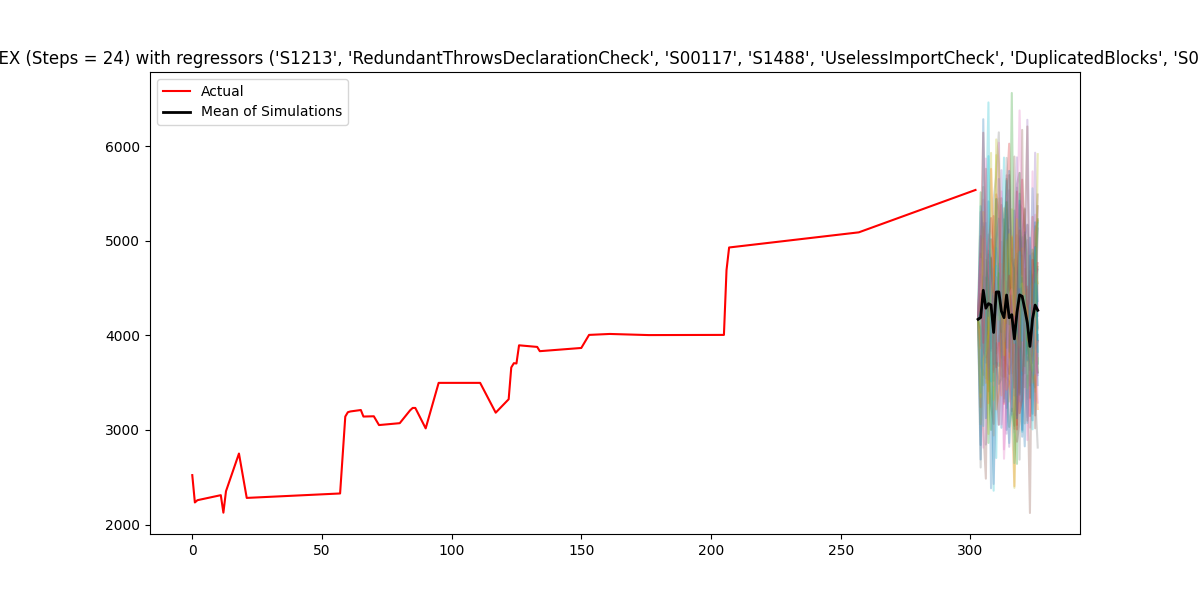 EX (Steps = 24) with regressors ('S1213', 'RedundantThrowsDeclarationCheck', 'S00117', 'S1488', 'UselessImportCheck', 'DuplicatedBlocks', 'S0
Actual
Mean of Simulations
6000
5000
4000
3000
2000
0 50 100 150 200 250 300